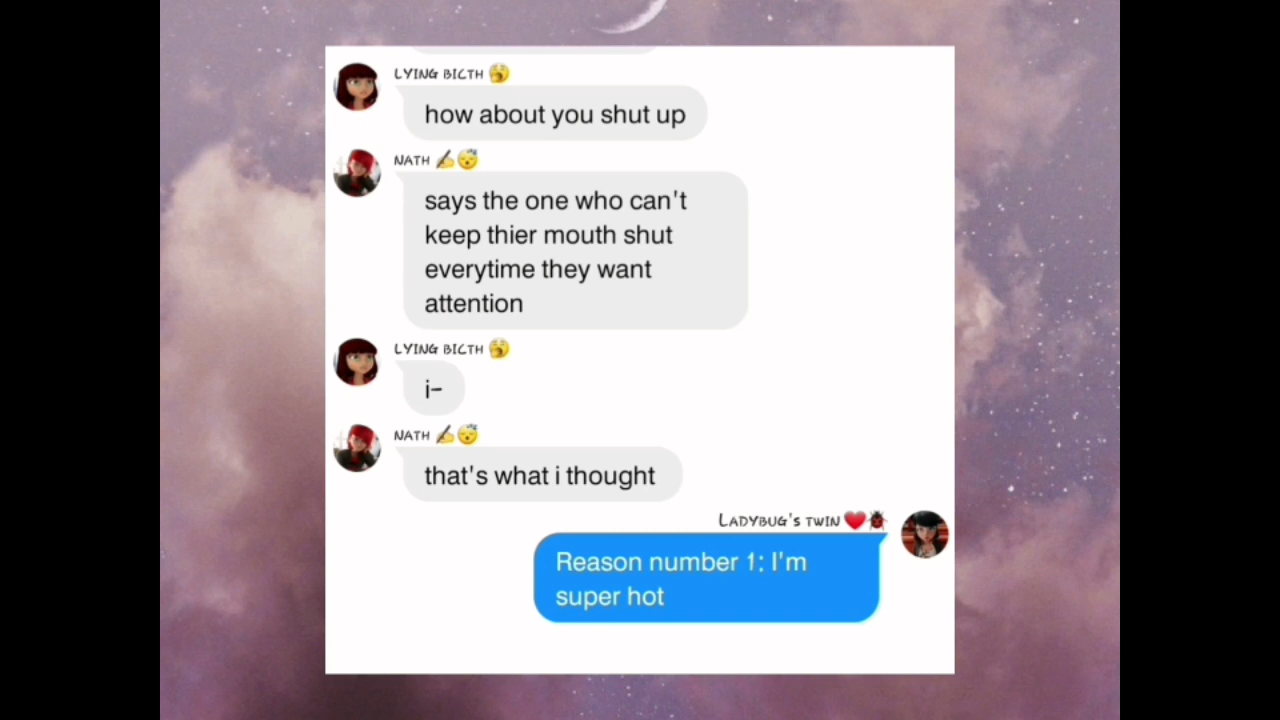 LYING BICTH 🥱
how about you shut up
NATH ✍️😴
says the one who can't
keep thier mouth shut
everytime they want
attention
LYING BICTH 🥱
i-
NATH ✍️😴
that's what i thought
LADYBUG'S TWIN ❤️🐞
Reason number 1: I'm
super hot